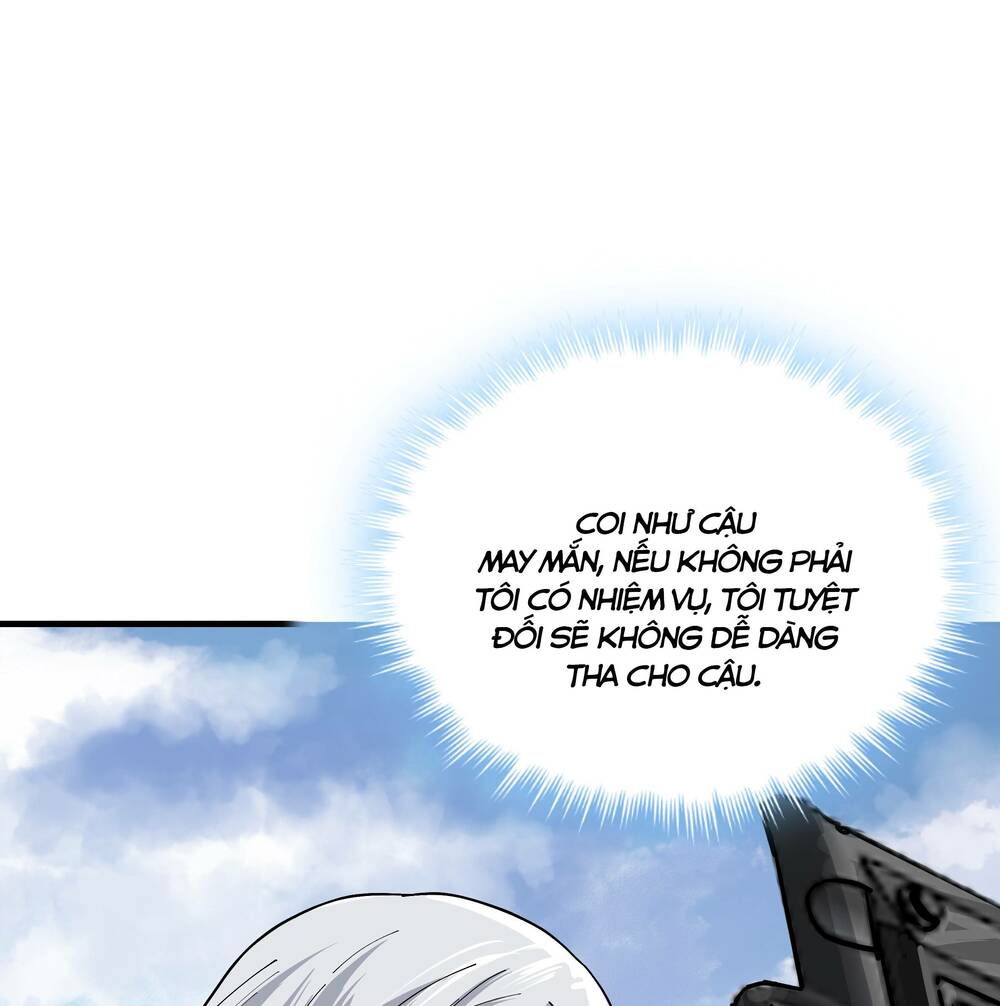 COI NHƯ CẬU
MAY MẮN, NẾU KHÔNG PHẢI
TÔI CÓ NHIỆM VỤ, TÔI TUYỆT
ĐỐI SẼ KHÔNG DỄ DÀNG
THA CHO CẬU.